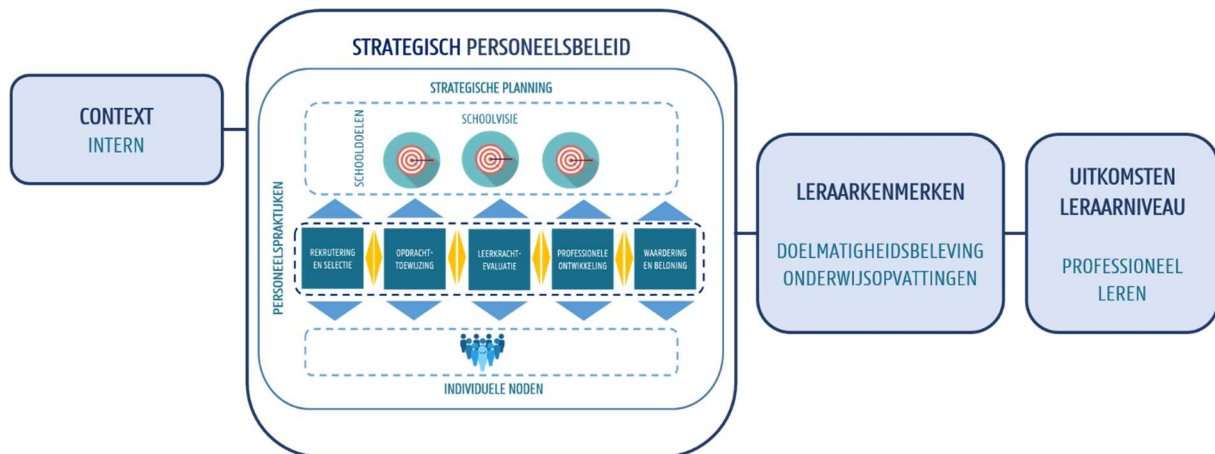 CONTEXT
INTERN
STRATEGISCH PERSONEELSBELEID
STRATEGISCHE PLANNING
SCHOOLVISIE
SCHOOLDOELEN
PERSONEELSPRAKTIJKEN
REKRUTERING
EN SELECTIE
OPDRACHT-
TOEWIJZING
LEERKRACHT-
EVALUATIE
PROFESSIONELE
ONTWIKKELING
WAARDERING
EN BELONING
INDIVIDUELE NODEN
LERAARKENMERKEN
DOELMATIGHEIDSBELEVING
ONDERWIJSOPVATTINGEN
UITKOMSTEN
LERAARNIVEAU
PROFESSIONEEL
LEREN